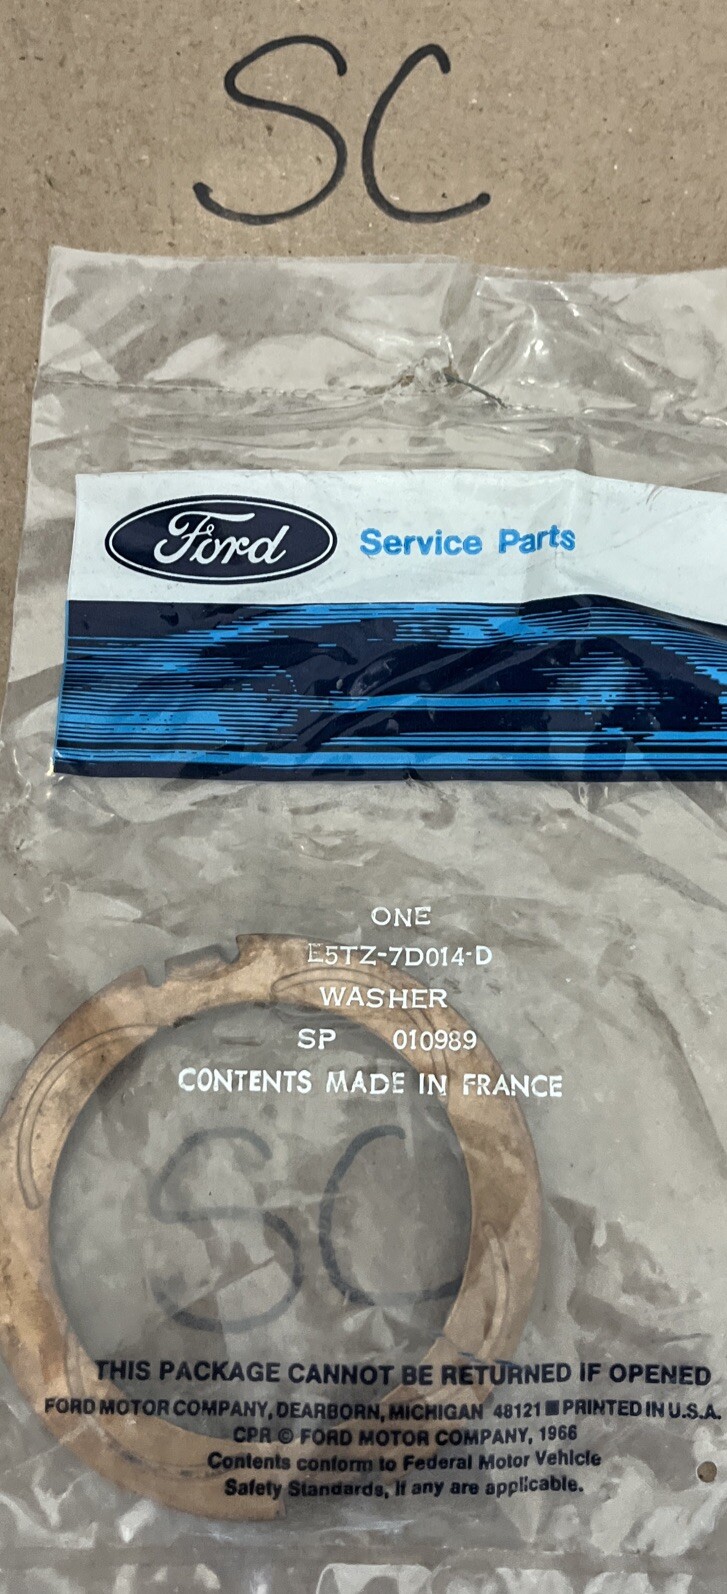 SC
Ford Service Parts
ONE
E5TZ-7D014-D
WASHER
SP 010989
CONTENTS MADE IN FRANCE
SC
THIS PACKAGE CANNOT BE RETURNED IF OPENED
FORD MOTOR COMPANY, DEARBORN, MICHIGAN 48121 ■ PRINTED IN U.S.A.
CPR © FORD MOTOR COMPANY, 1966
Contents conform to Federal Motor Vehicle
Safety Standards, if any are applicable.